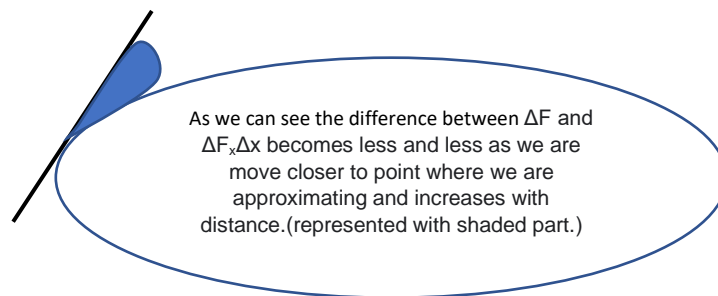 As we can see the difference between ΔF and
ΔFₓΔx becomes less and less as we are
move closer to point where we are
approximating and increases with
distance.(represented with shaded part.)